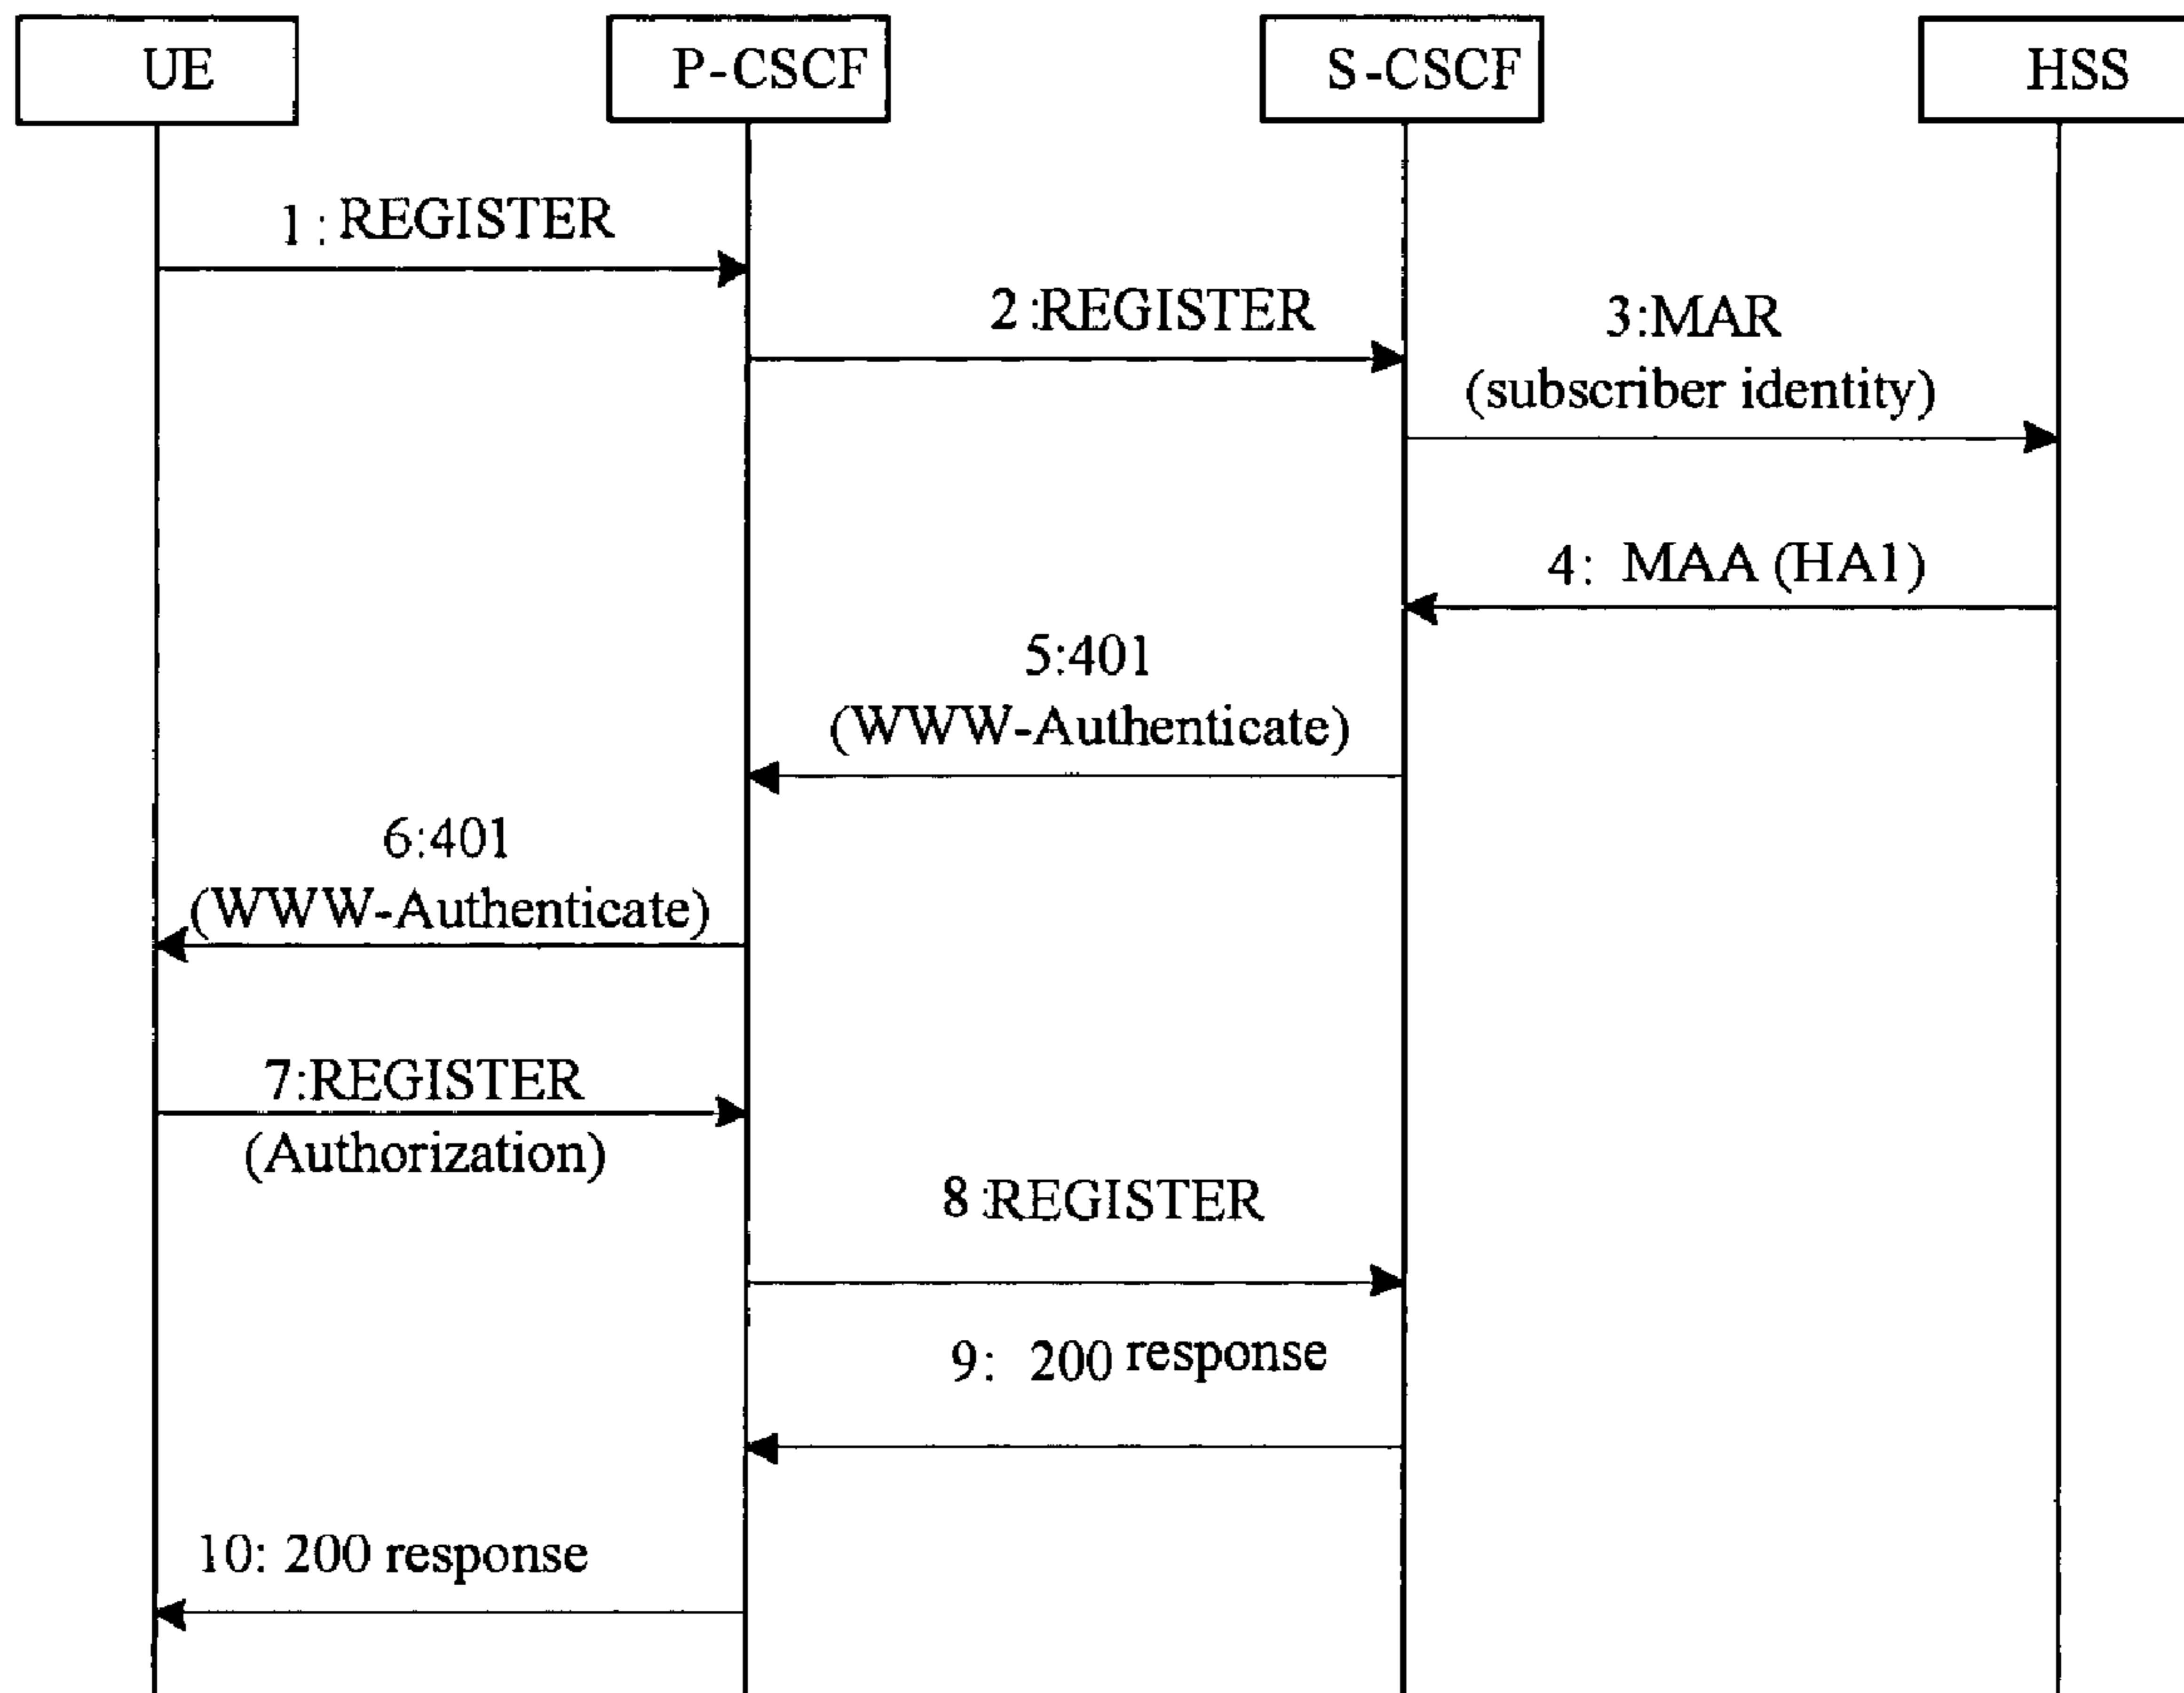 UE
P-CSCF
S-CSCF
HSS
1 : REGISTER
2 :REGISTER
3:MAR
(subscriber identity)
4: MAA (HA1)
5:401
(WWW-Authenticate)
6:401
(WWW-Authenticate)
7:REGISTER
(Authorization)
8 :REGISTER
9: 200 response
10: 200 response